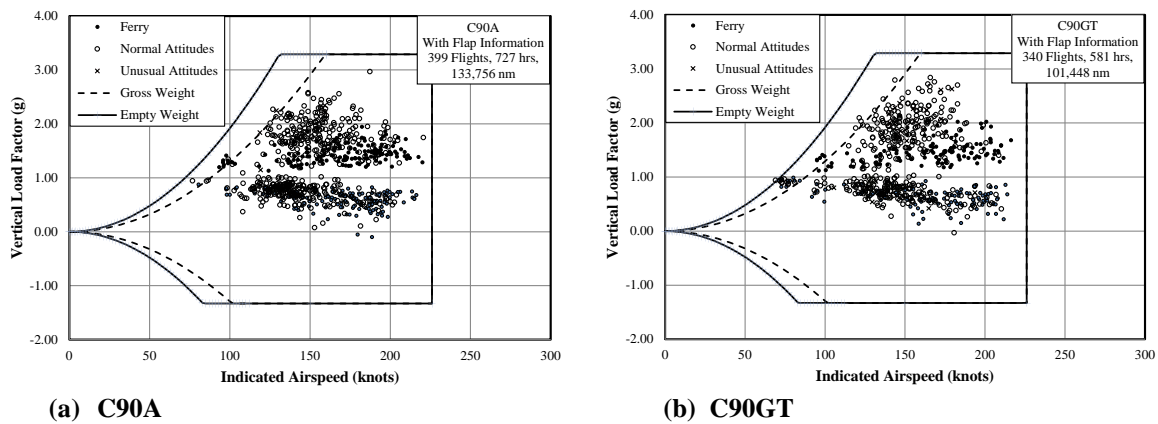 4.00
3.00
2.00
1.00
0.00
-1.00
-2.00
Vertical Load Factor (g)
Ferry
Normal Attitudes
Unusual Attitudes
Gross Weight
Empty Weight
C90A
With Flap Information
399 Flights, 727 hrs,
133,756 nm
0 50 100 150 200 250 300
Indicated Airspeed (knots)
(a) C90A
4.00
3.00
2.00
1.00
0.00
-1.00
-2.00
Vertical Load Factor (g)
Ferry
Normal Attitudes
Unusual Attitudes
Gross Weight
Empty Weight
C90GT
With Flap Information
340 Flights, 581 hrs,
101,448 nm
0 50 100 150 200 250 300
Indicated Airspeed (knots)
(b) C90GT